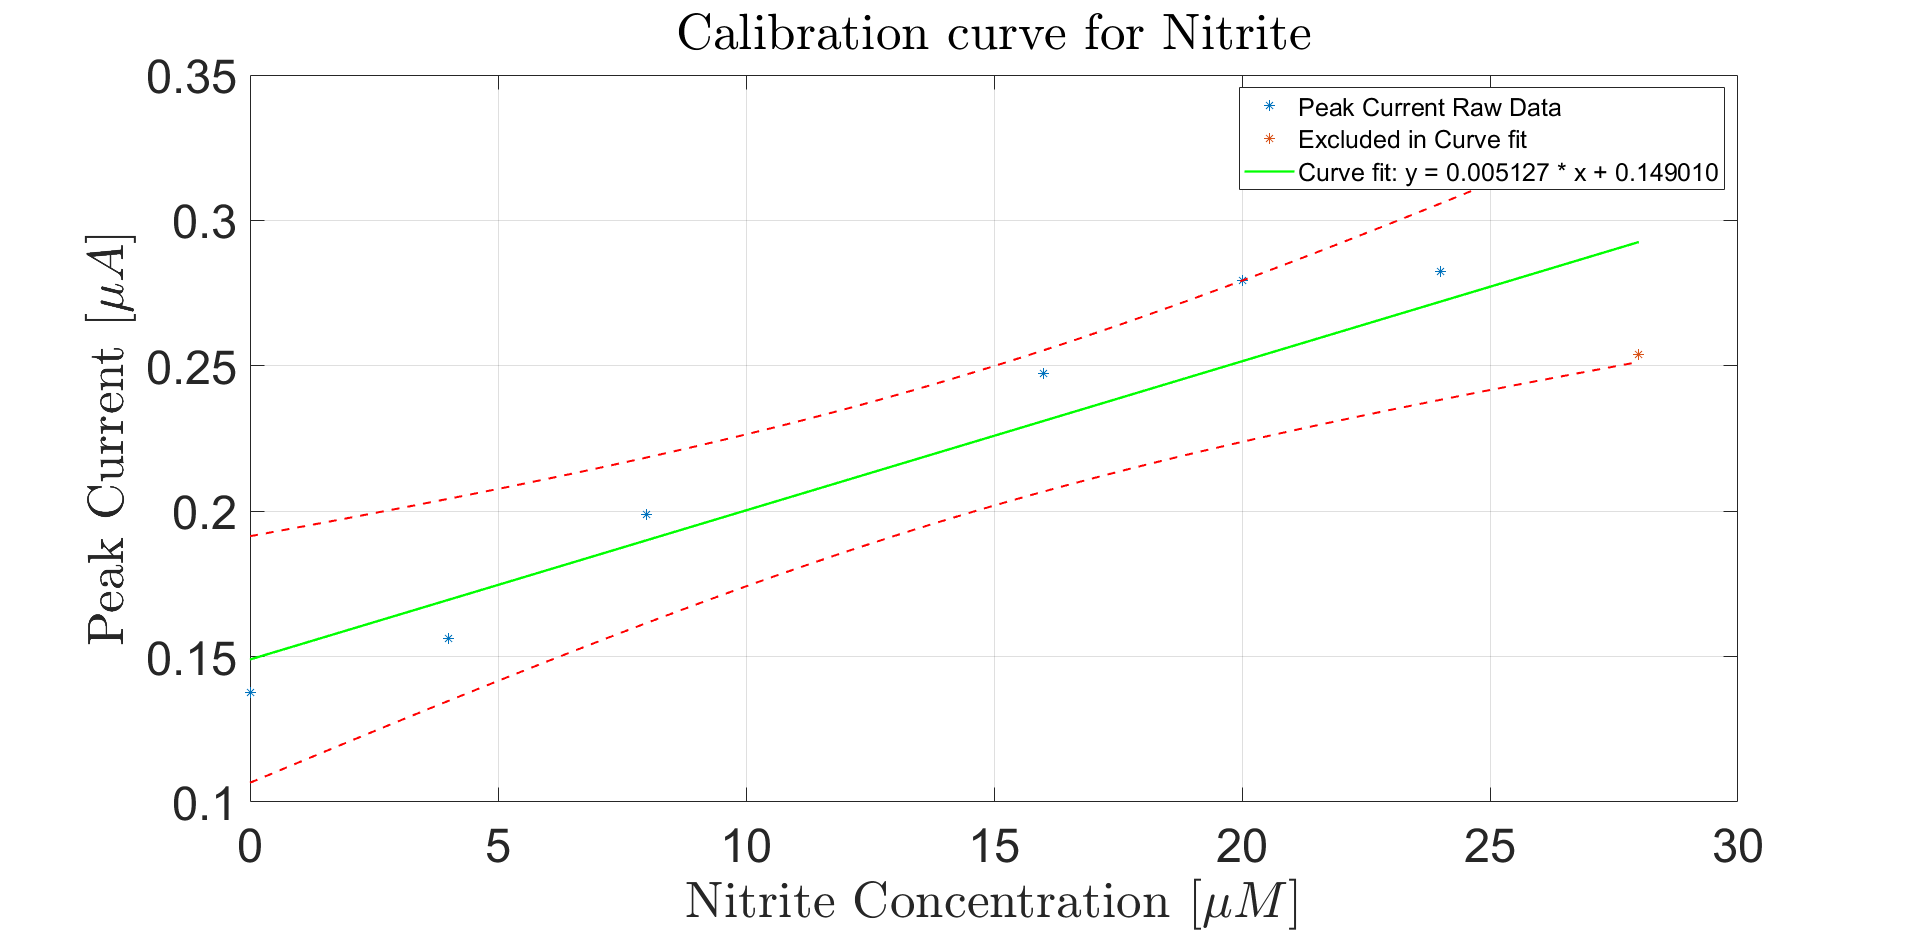 Calibration curve for Nitrite
Peak Current Raw Data
Excluded in Curve fit
Curve fit: y = 0.005127 * x + 0.149010
0.35
0.3
0.25
0.2
0.15
0.1
Peak Current [μA]
0 5 10 15 20 25 30
Nitrite Concentration [μM]